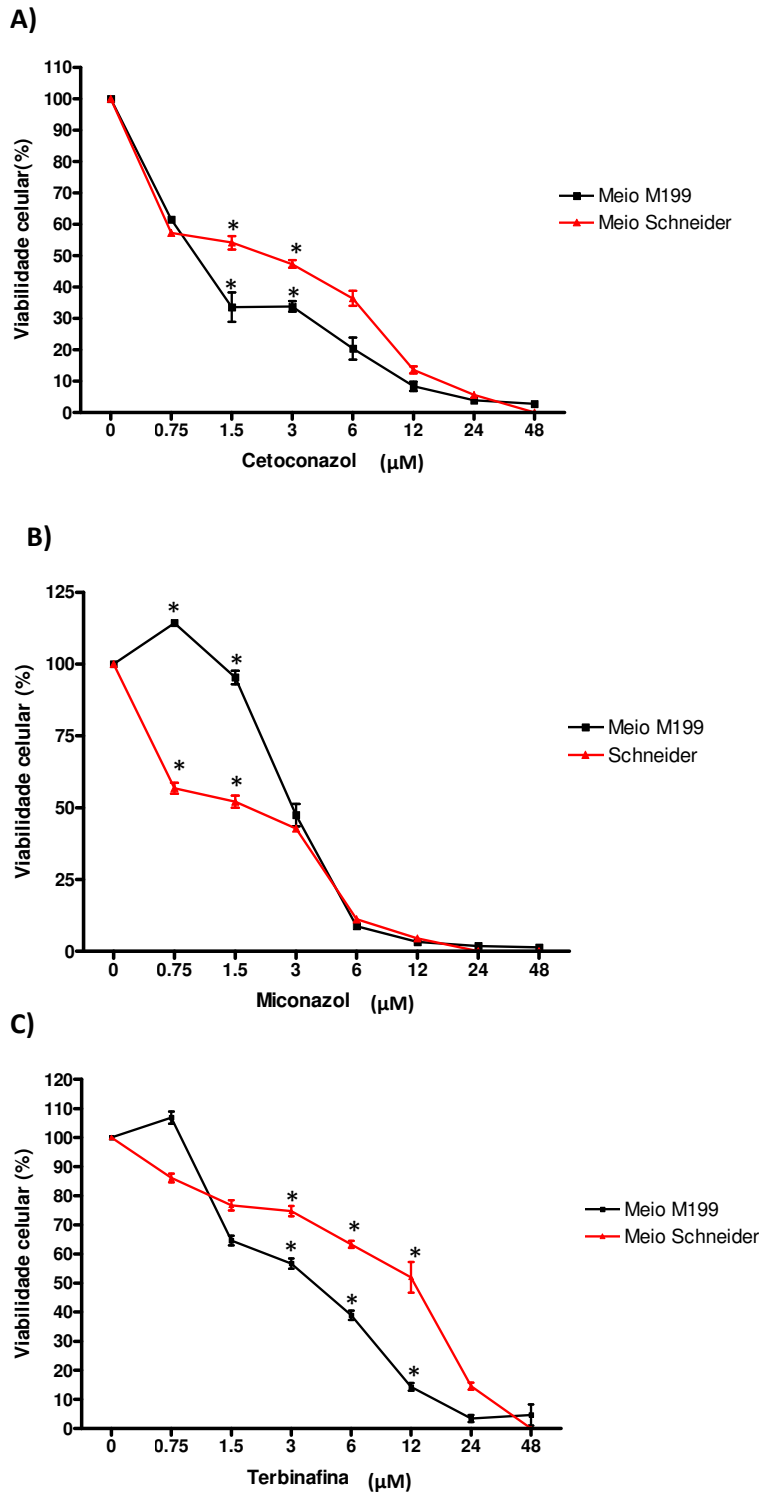 A)
110
100
90
80
70
60
50
40
30
20
10
0
Viabilidade celular(%)
* *
* *
Meio M199
Meio Schneider
0 0.75 1.5 3 6 12 24 48
Cetoconazol (µM)
B)
125
100
75
50
25
0
Viabilidade celular (%)
* *
* *
Meio M199
Schneider
0 0.75 1.5 3 6 12 24 48
Miconazol (µM)
C)
120
110
100
90
80
70
60
50
40
30
20
10
0
Viabilidade celular (%)
* * *
* * *
Meio M199
Meio Schneider
0 0.75 1.5 3 6 12 24 48
Terbinafina (µM)